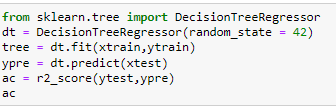 from sklearn.tree import DecisionTreeRegressor
dt = DecisionTreeRegressor(random_state = 42)
tree = dt.fit(xtrain,ytrain)
ypre = dt.predict(xtest)
ac = r2_score(ytest,ypre)
ac